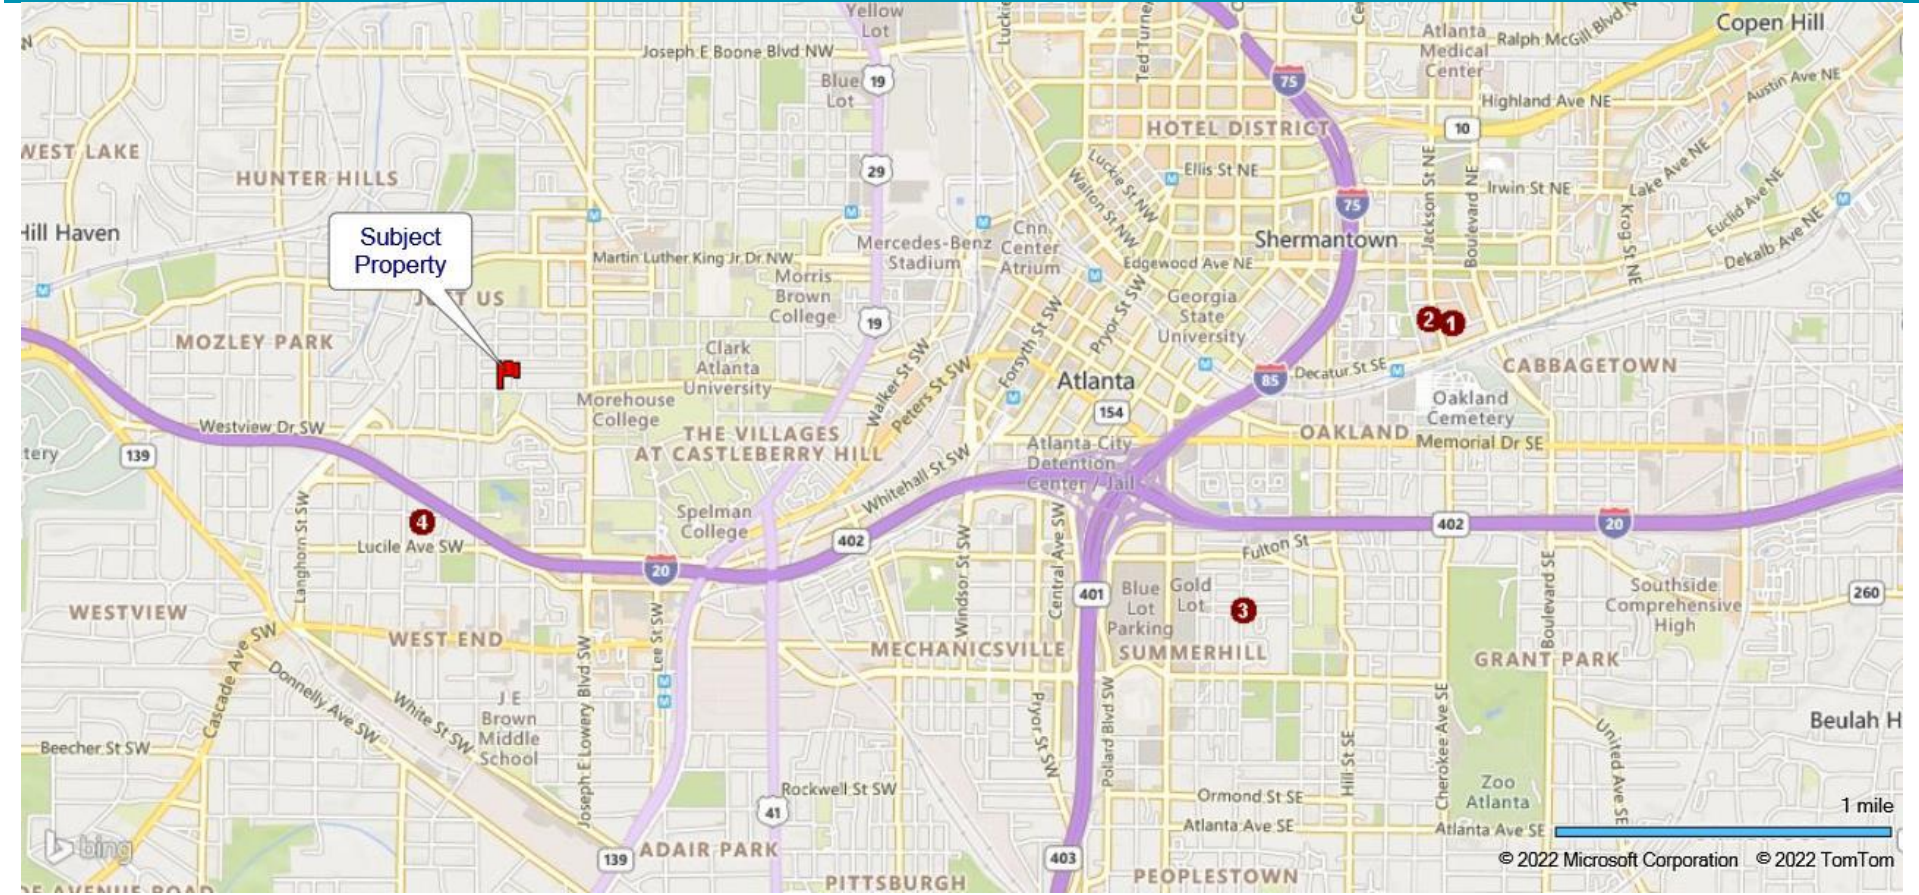 Yellow
Lot
Luckie
Ted Turner
Joseph E Boone Blvd NW
Blue
Lot
19
75
Atlanta
Medical
Center
Ralph McGill Blvd N
Copen Hill
Austin Ave NE
Highland Ave NE
10
HOTEL DISTRICT
WEST LAKE
HUNTER HILLS
29
Luckie St NW
Walton St NW
Ellis St NE
75
Jackson St NE
Boulevard NE
Irwin St NE
Lake Ave NE
Krog St NE
Euclid Ave NE
Dekalb Ave NE
Hill Haven
Subject
Property
JUST US
Martin Luther King Jr Dr NW
Mercedes-Benz
Stadium
Cnn
Center
Atrium
Shermantown
Edgewood Ave NE
Morris
Brown
College
19
Georgia
State
University
Forsyth St SW
Pryor St SW
2
1
MOZLEY PARK
Clark
Atlanta
University
Walker St SW
Peters St SW
Atlanta
85
Decatur St SE
CABBAGETOWN
Morehouse
College
154
Oakland
Cemetery
Westview Dr SW
THE VILLAGES
AT CASTLEBERRY HILL
OAKLAND
Memorial Dr SE
tery
139
Atlanta City
Detention
Center / Jail
Whitehall St SW
Langhorn St SW
4
Lucile Ave SW
Spelman
College
402
402
20
20
Windsor St SW
Central Ave SW
Fulton St
Boulevard SE
401
Blue
Lot
Parking
Gold
Lot
3
Southside
Comprehensive
High
260
WESTVIEW
WEST END
Lee St SW
MECHANICSVILLE
SUMMERHILL
GRANT PARK
Cascade Ave SW
Donnelly Ave SW
White St SW
Joseph E Lowery Blvd SW
J E
Brown
Middle
School
Pryor St SW
Pollard Blvd SW
Hill St SE
Cherokee Ave SE
United Ave SE
Beulah H
Beecher St SW
Rockwell St SW
41
Zoo
Atlanta
Ormond St SE
Atlanta Ave SE
Atlanta Ave SE
1 mile
bing
139
ADAIR PARK
403
PITTSBURGH
PEOPLESTOWN
© 2022 Microsoft Corporation © 2022 TomTom